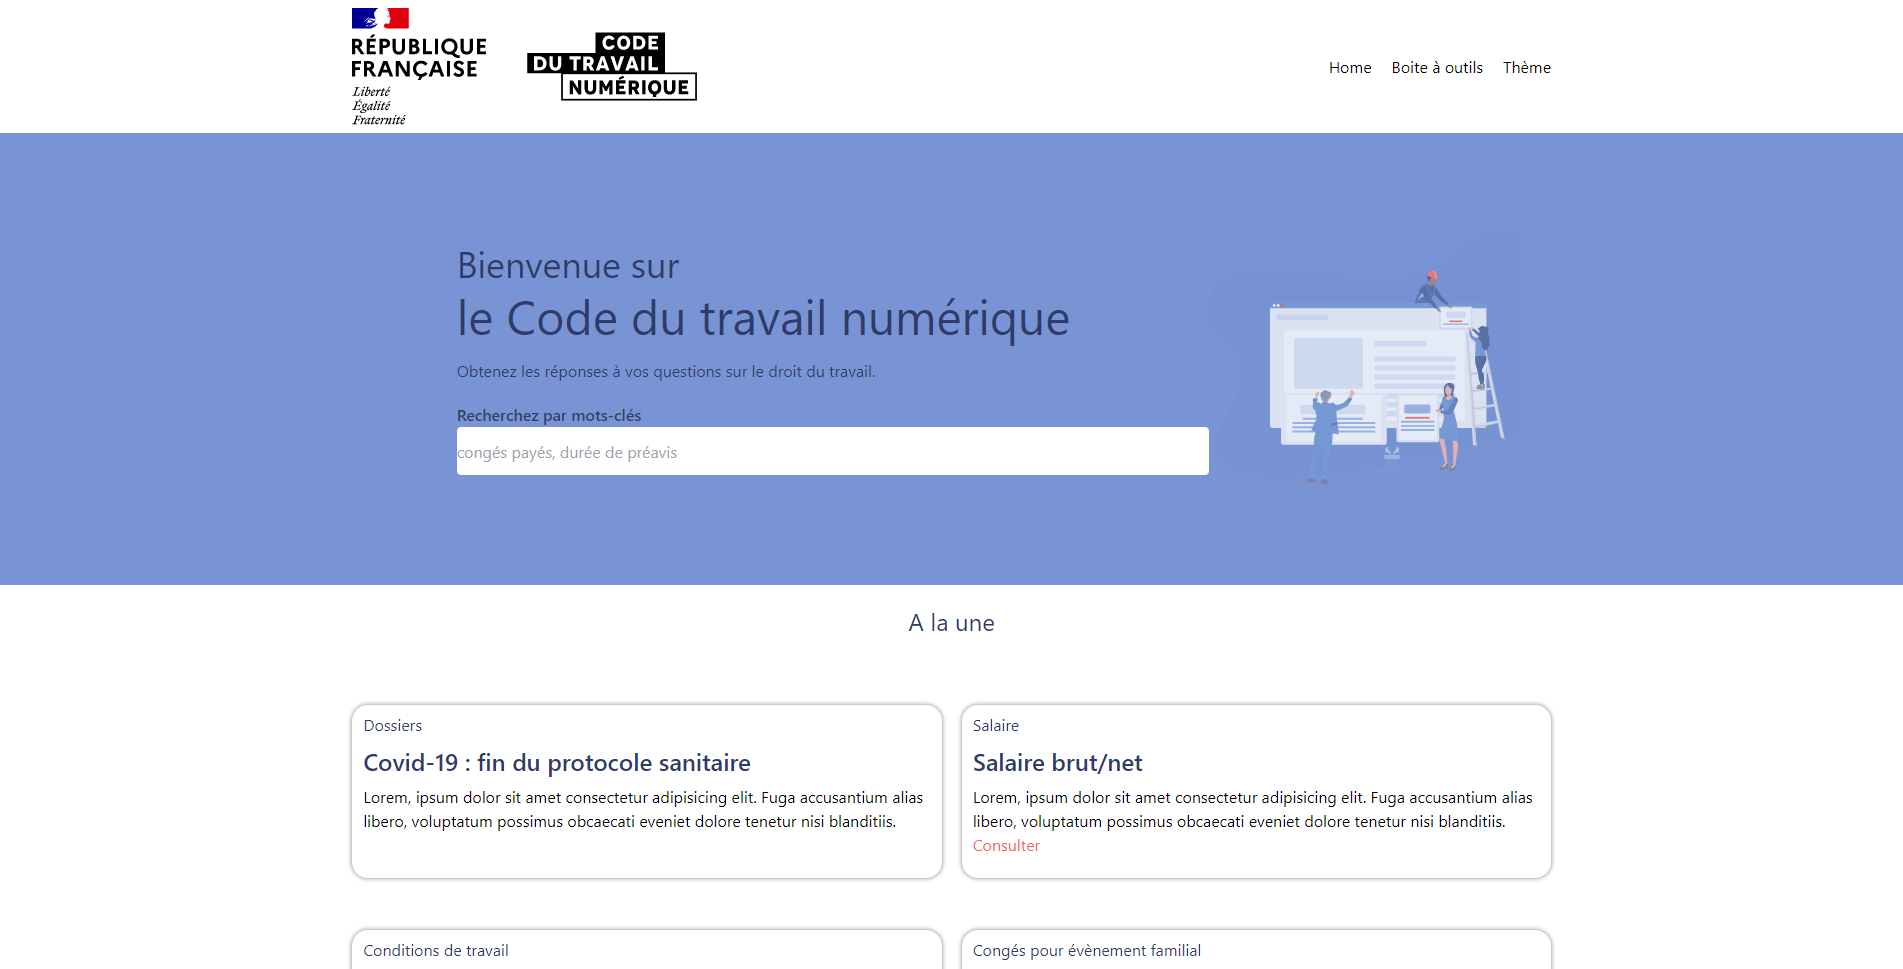 RÉPUBLIQUE
FRANÇAISE
Liberté
Égalité
Fraternité
CODE
DU TRAVAIL
NUMÉRIQUE
Home Boite à outils Thème
Bienvenue sur
le Code du travail numérique
Obtenez les réponses à vos questions sur le droit du travail.
Recherchez par mots-clés
congés payés, durée de préavis
A la une
Dossiers
Covid-19 : fin du protocole sanitaire
Lorem, ipsum dolor sit amet consectetur adipisicing elit. Fuga accusantium alias
libero, voluptatum possimus obcaecati eveniet dolore tenetur nisi blanditiis.
Salaire
Salaire brut/net
Lorem, ipsum dolor sit amet consectetur adipisicing elit. Fuga accusantium alias
libero, voluptatum possimus obcaecati eveniet dolore tenetur nisi blanditiis.
Consulter
Conditions de travail
Congés pour évènement familial